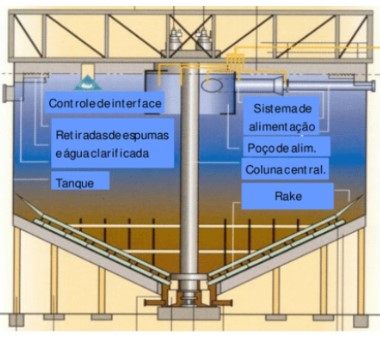 Controle de interface
Retiradas de espumas
e água clarificada
Tanque
Sistema de
alimentação
Poço de alim.
Coluna central.
Rake